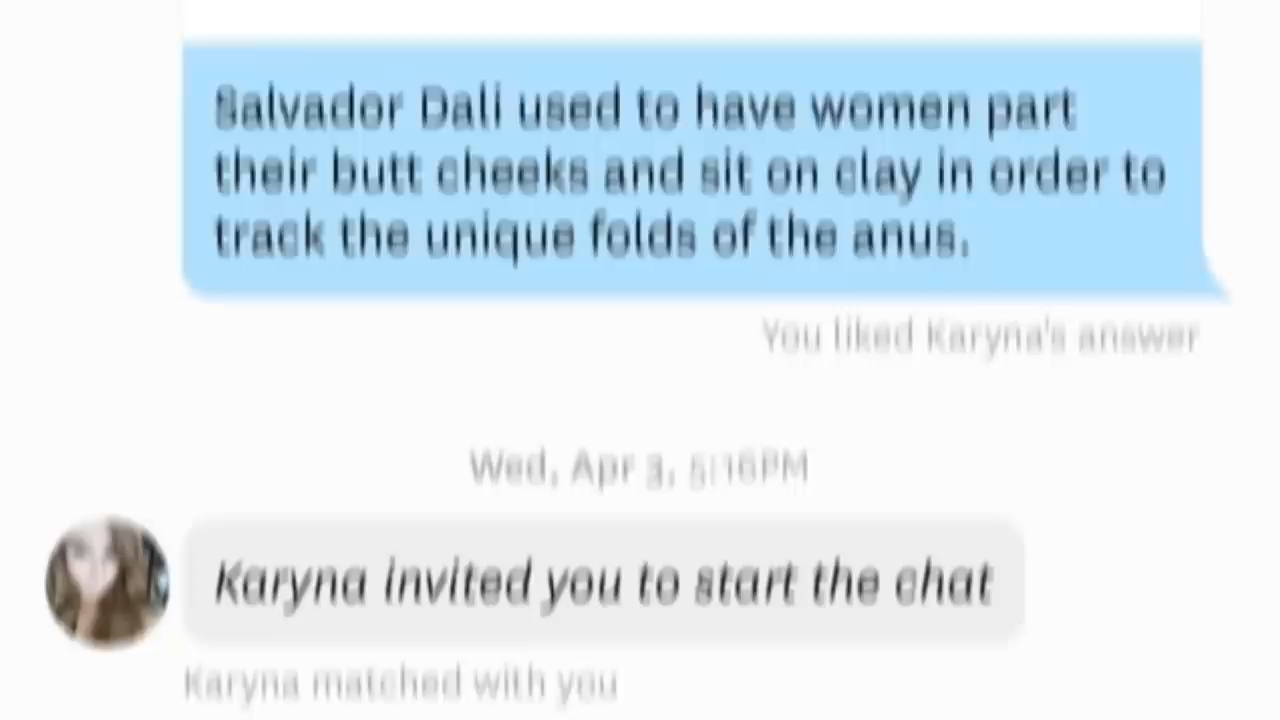 Salvador Dali used to have women part
their butt cheeks and sit on clay in order to
track the unique folds of the anus.
You liked Karyna's answer
Wed, Apr 3, 5:16PM
Karyna invited you to start the chat
Karyna matched with you